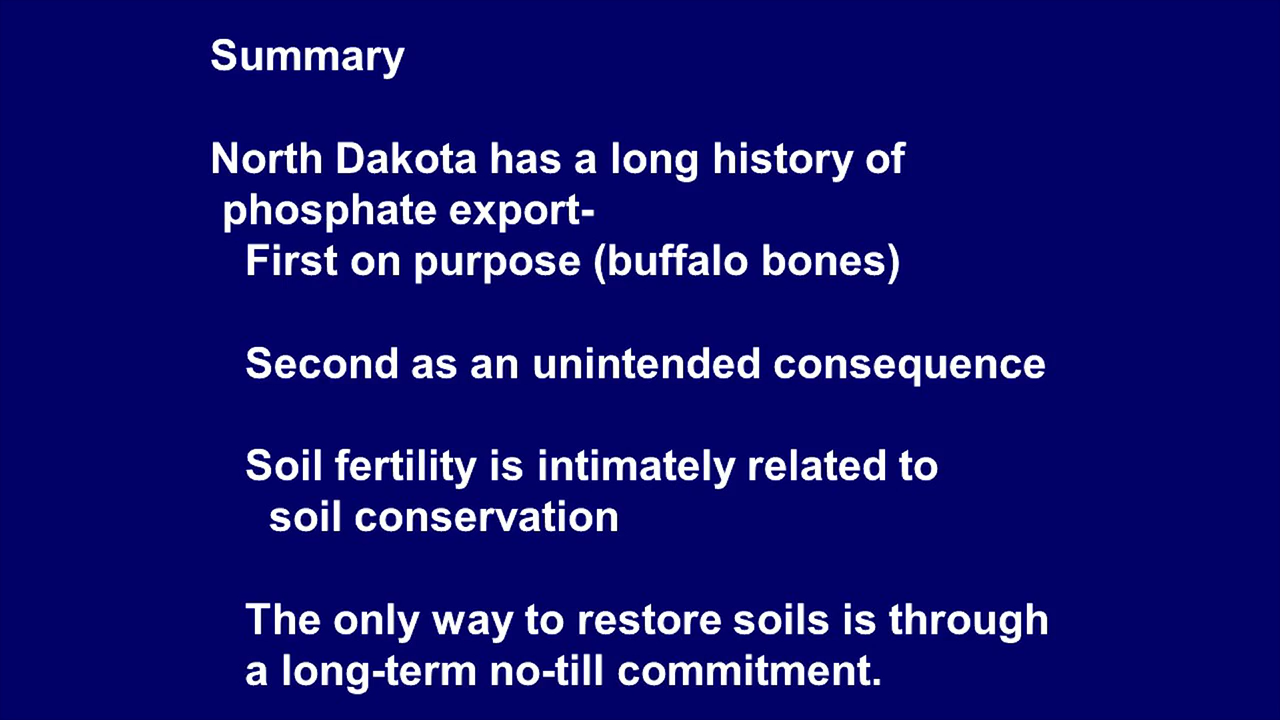 Summary
North Dakota has a long history of
phosphate export-
First on purpose (buffalo bones)
Second as an unintended consequence
Soil fertility is intimately related to
soil conservation
The only way to restore soils is through
a long-term no-till commitment.